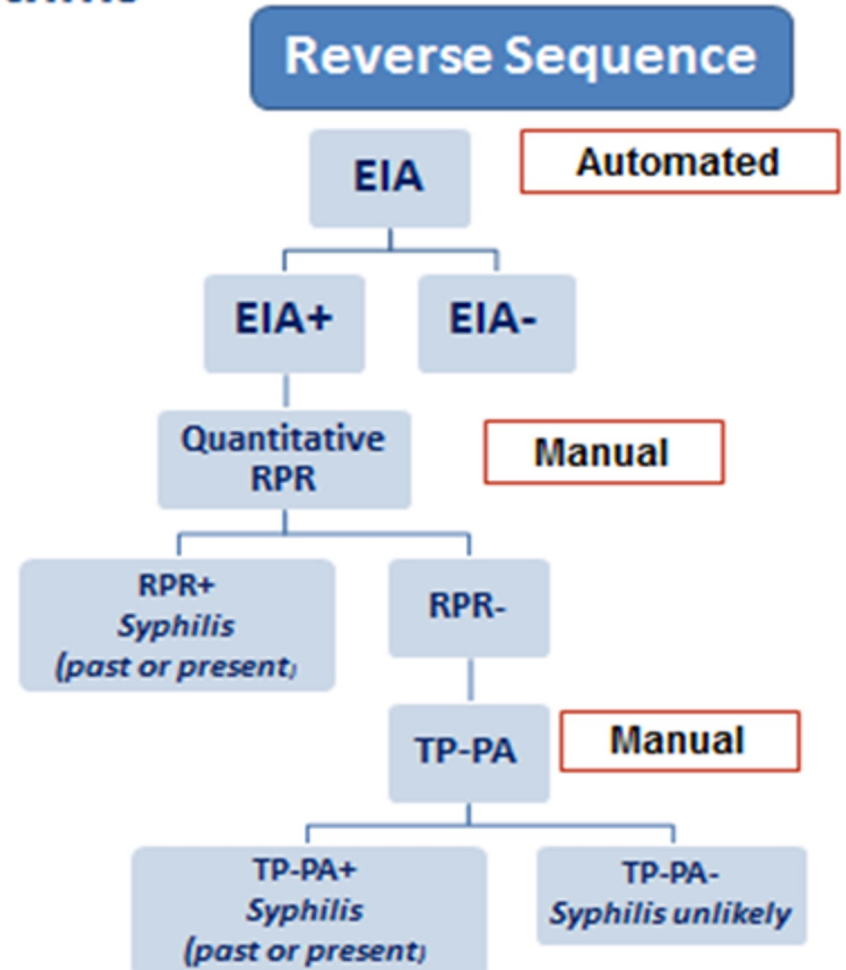 Reverse Sequence
EIA
Automated
EIA+
EIA-
Quantitative
RPR
Manual
RPR+
Syphilis
(past or present)
RPR-
TP-PA
Manual
TP-PA+
Syphilis
(past or present)
TP-PA-
Syphilis unlikely